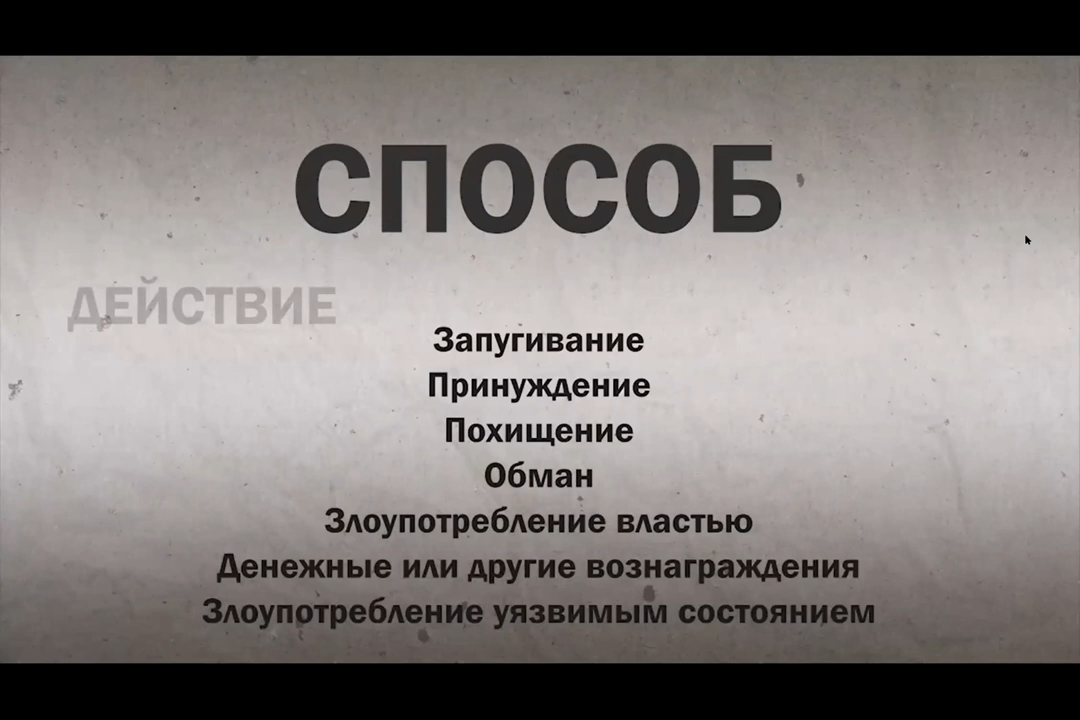 СПОСОБ
ДЕЙСТВИЕ
Запугивание
Принуждение
Похищение
Обман
Злоупотребление властью
Денежные или другие вознаграждения
Злоупотребление уязвимым состоянием